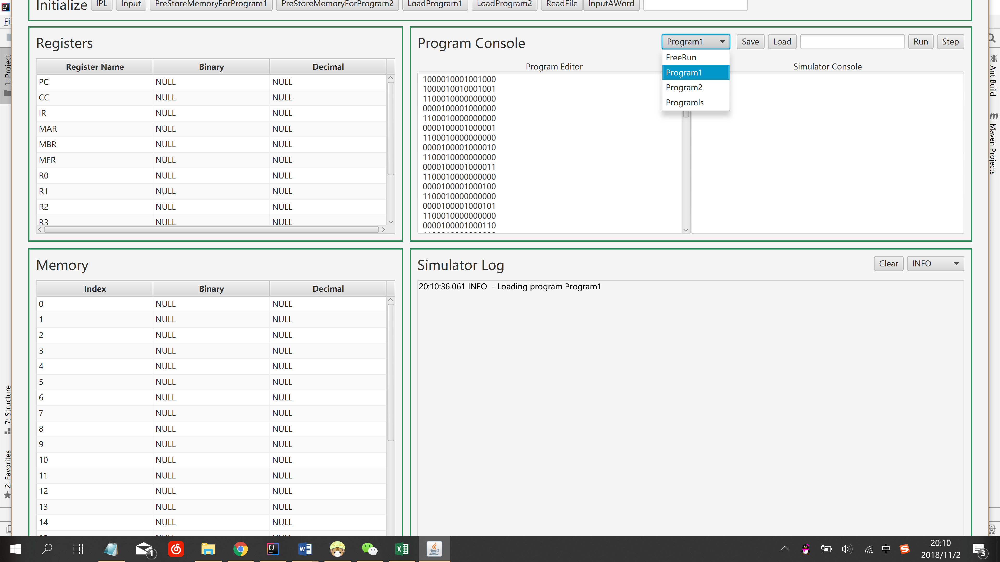 Initialize IPL Input PreStoreMemoryForProgram1 PreStoreMemoryForProgram2 LoadProgram1 LoadProgram2 ReadFile InputAWord
Fil
1: Project
7: Structure
2: Favorites
Registers
Register Name Binary Decimal
PC NULL NULL
CC NULL NULL
IR NULL NULL
MAR NULL NULL
MBR NULL NULL
MFR NULL NULL
R0 NULL NULL
R1 NULL NULL
R2 NULL NULL
R3 NULL NULL
Program Console Program1 Save Load Run Step
FreeRun
Program1
Program2
Programls
Program Editor Simulator Console
1000010001001000
1000010010001001
1100010000000000
0000100001000000
1100010000000000
0000100001000001
1100010000000000
0000100001000010
1100010000000000
0000100001000011
1100010000000000
0000100001000100
1100010000000000
0000100001000101
1100010000000000
0000100001000110
Memory
Index Binary Decimal
0 NULL NULL
1 NULL NULL
2 NULL NULL
3 NULL NULL
4 NULL NULL
5 NULL NULL
6 NULL NULL
7 NULL NULL
8 NULL NULL
9 NULL NULL
10 NULL NULL
11 NULL NULL
12 NULL NULL
13 NULL NULL
14 NULL NULL
Simulator Log Clear INFO
20:10:36.061 INFO - Loading program Program1
Ant Build
m Maven Projects
1
中
20:10
2018/11/2
3